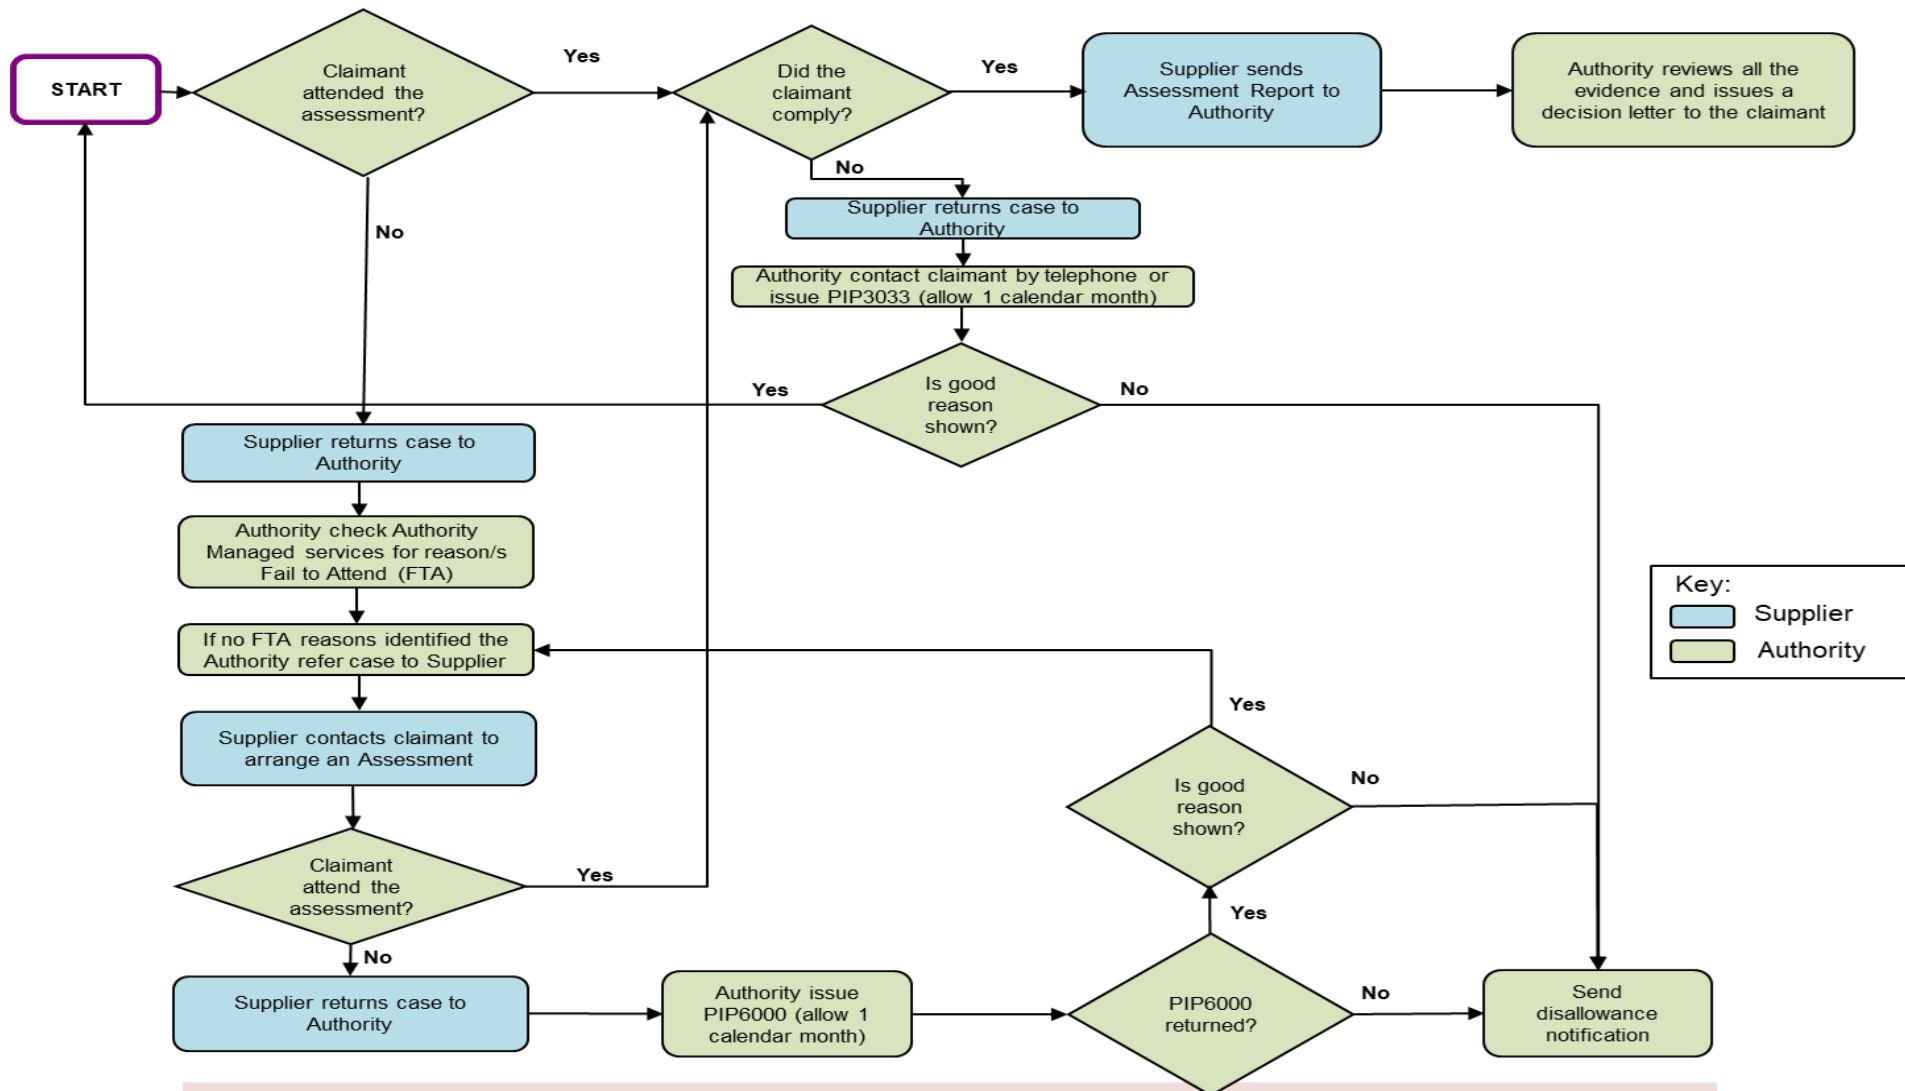 START
Claimant
attended the
assessment?
Yes
Did the
claimant
comply?
Yes
Supplier sends
Assessment Report to
Authority
Authority reviews all the
evidence and issues a
decision letter to the claimant
No
No
Supplier returns case to
Authority
Authority contact claimant by telephone or
issue PIP3033 (allow 1 calendar month)
Is good
reason
shown?
Yes
No
Supplier returns case to
Authority
Authority check Authority
Managed services for reason/s
Fail to Attend (FTA)
If no FTA reasons identified the
Authority refer case to Supplier
Supplier contacts claimant to
arrange an Assessment
Claimant
attend the
assessment?
Yes
No
Supplier returns case to
Authority
Authority issue
PIP6000 (allow 1
calendar month)
PIP6000
returned?
Yes
No
Is good
reason
shown?
Yes
No
Send
disallowance
notification
Key:
Supplier
Authority